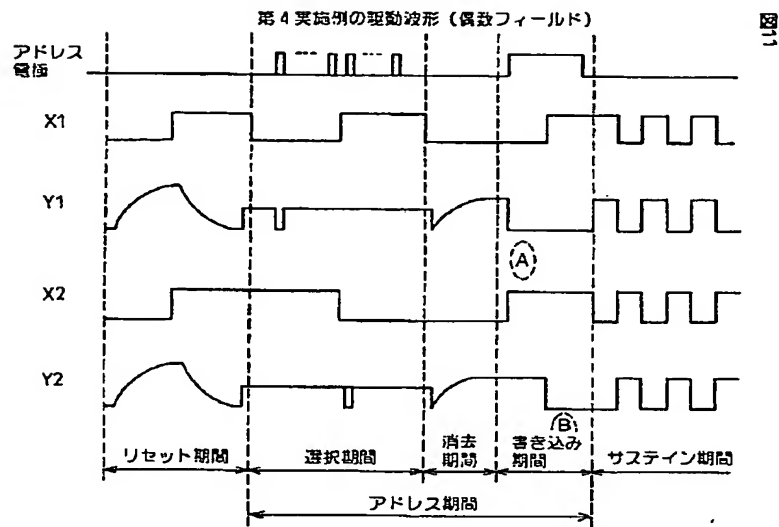 第4実施例の駆動波形（偶数フィールド）
図11
アドレス
電極
X1
Y1
A
X2
Y2
B
リセット期間
選択期間
消去
期間
書き込み
期間
サステイン期間
アドレス期間